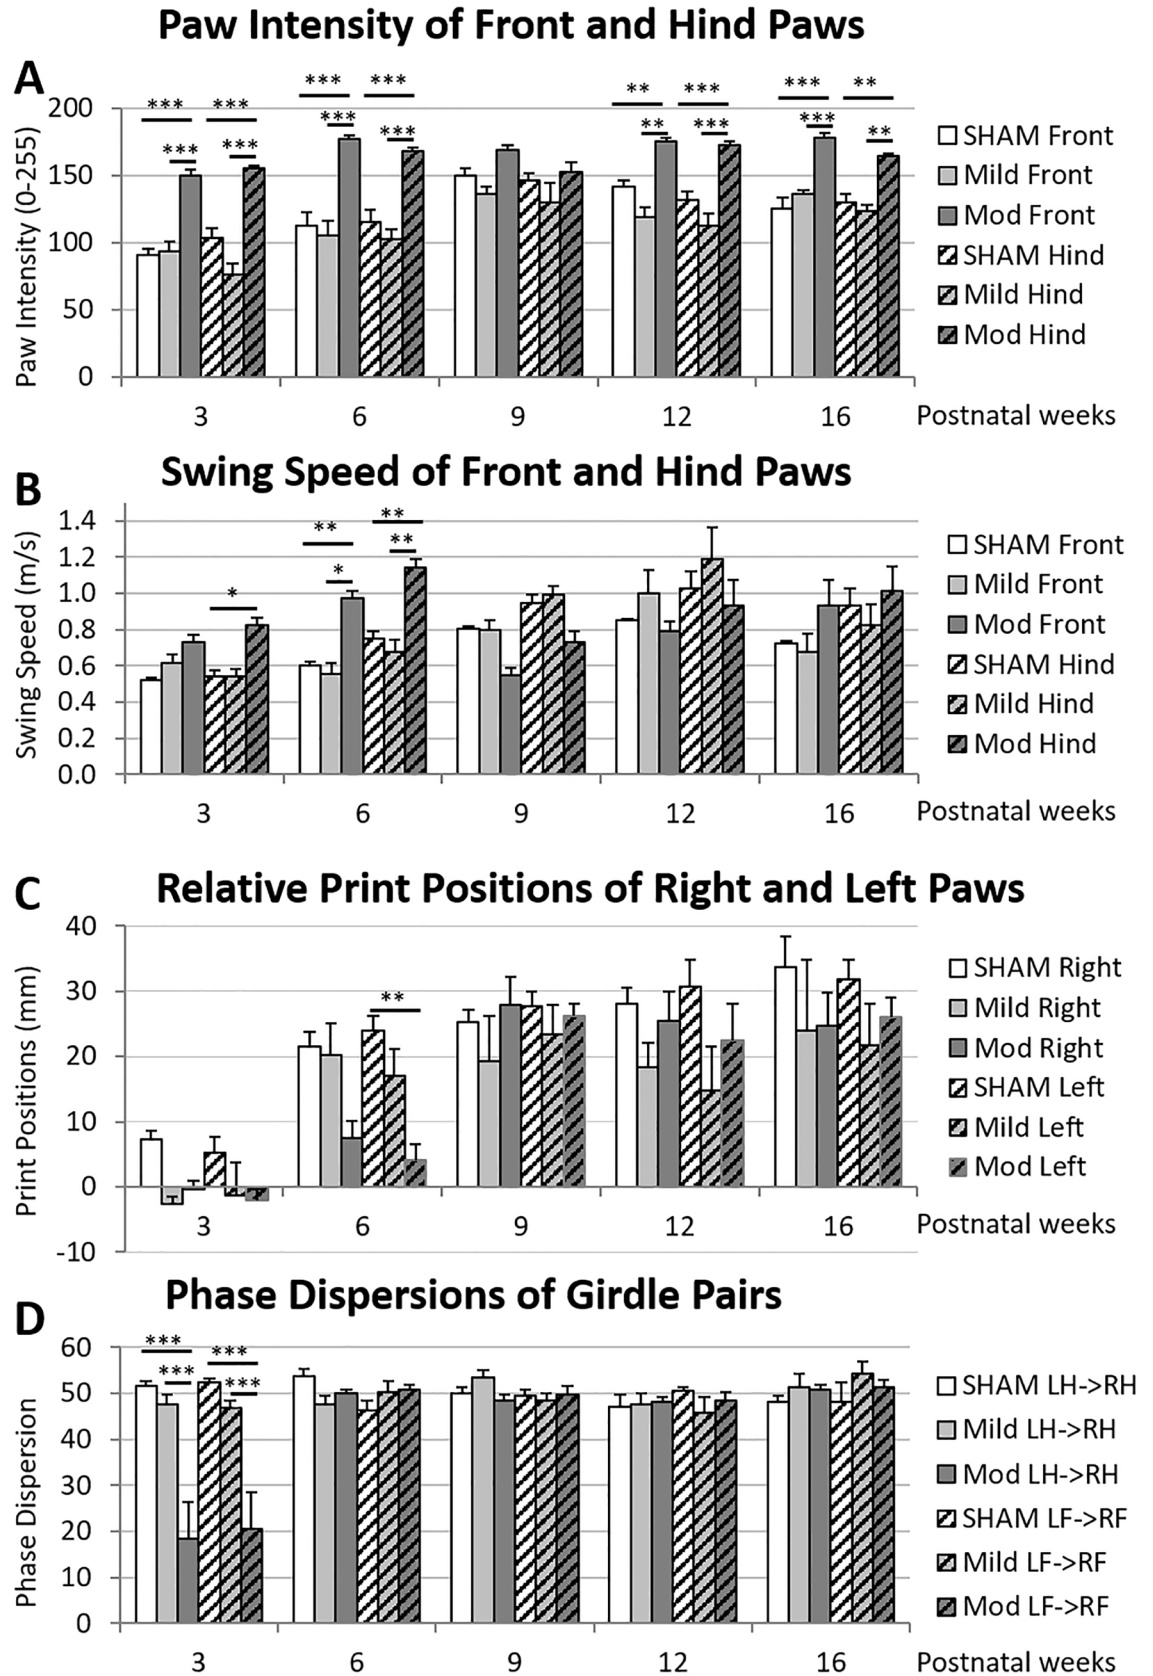 Paw Intensity of Front and Hind Paws
A
Paw Intensity (0-255)
200
150
100
50
0
*** *** *** *** ** *** *** **
*** *** *** *** ** *** *** **
3 6 9 12 16 Postnatal weeks
SHAM Front
Mild Front
Mod Front
SHAM Hind
Mild Hind
Mod Hind
Swing Speed of Front and Hind Paws
B
Swing Speed (m/s)
1.4
1.2
1.0
0.8
0.6
0.4
0.2
0.0
** **
* * **
3 6 9 12 16 Postnatal weeks
SHAM Front
Mild Front
Mod Front
SHAM Hind
Mild Hind
Mod Hind
Relative Print Positions of Right and Left Paws
C
Print Positions (mm)
40
30
20
10
0
-10
**
3 6 9 12 16 Postnatal weeks
SHAM Right
Mild Right
Mod Right
SHAM Left
Mild Left
Mod Left
Phase Dispersions of Girdle Pairs
D
Phase Dispersion
60
50
40
30
20
10
0
*** ***
*** ***
3 6 9 12 16 Postnatal weeks
SHAM LH->RH
Mild LH->RH
Mod LH->RH
SHAM LF->RF
Mild LF->RF
Mod LF->RF